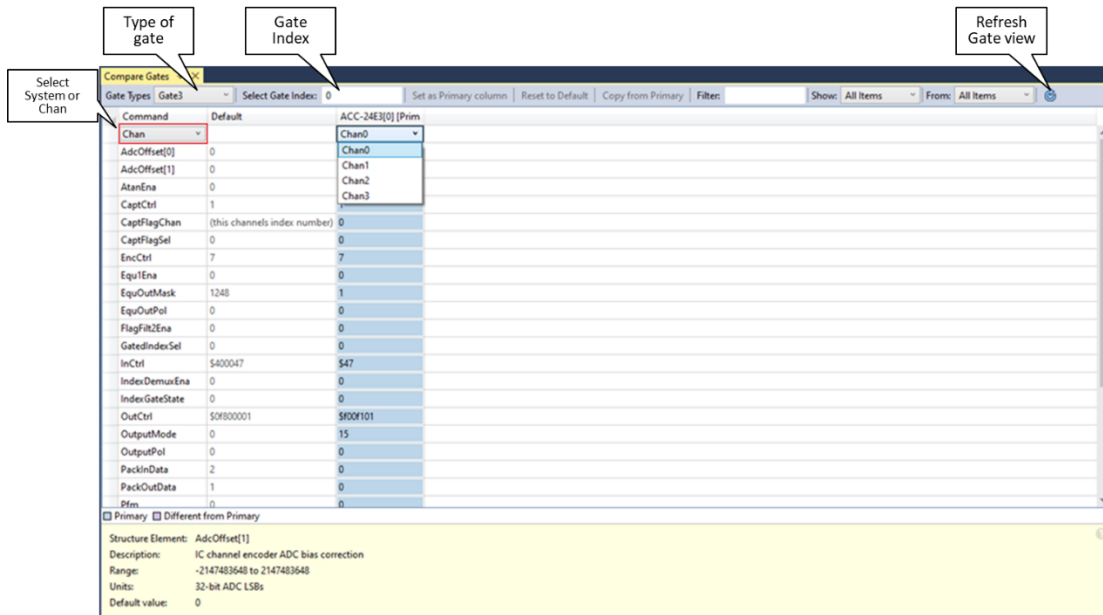 Type of
gate
Gate
Index
Refresh
Gate view
Select
System or
Chan
Compare Gates
Gate Types Gate3 Select Gate Index: 0 Set as Primary column Reset to Default Copy from Primary Filter: Show: All Items From: All Items
Command Default ACC-24E3[0] [Prim
Chan Chan0
Chan0
Chan1
Chan2
Chan3
AdcOffset[0] 0
AdcOffset[1] 0
AtanEna 0
CaptCtrl 1
CaptFlagChan (this channels index number) 0
CaptFlagSel 0 0
EncCtrl 7 7
Equ1Ena 0 0
EquOutMask 1248 1
EquOutPol 0 0
FlagFilt2Ena 0 0
GatedIndexSel 0 0
InCtrl $400047 $47
IndexDemuxEna 0 0
IndexGateState 0 0
OutCtrl $0f800001 $f00f101
OutputMode 0 15
OutputPol 0 0
PackInData 2 0
PackOutData 1 0
Pfm 0 0
Primary Different from Primary
Structure Element: AdcOffset[1]
Description: IC channel encoder ADC bias correction
Range: -2147483648 to 2147483648
Units: 32-bit ADC LSBs
Default value: 0